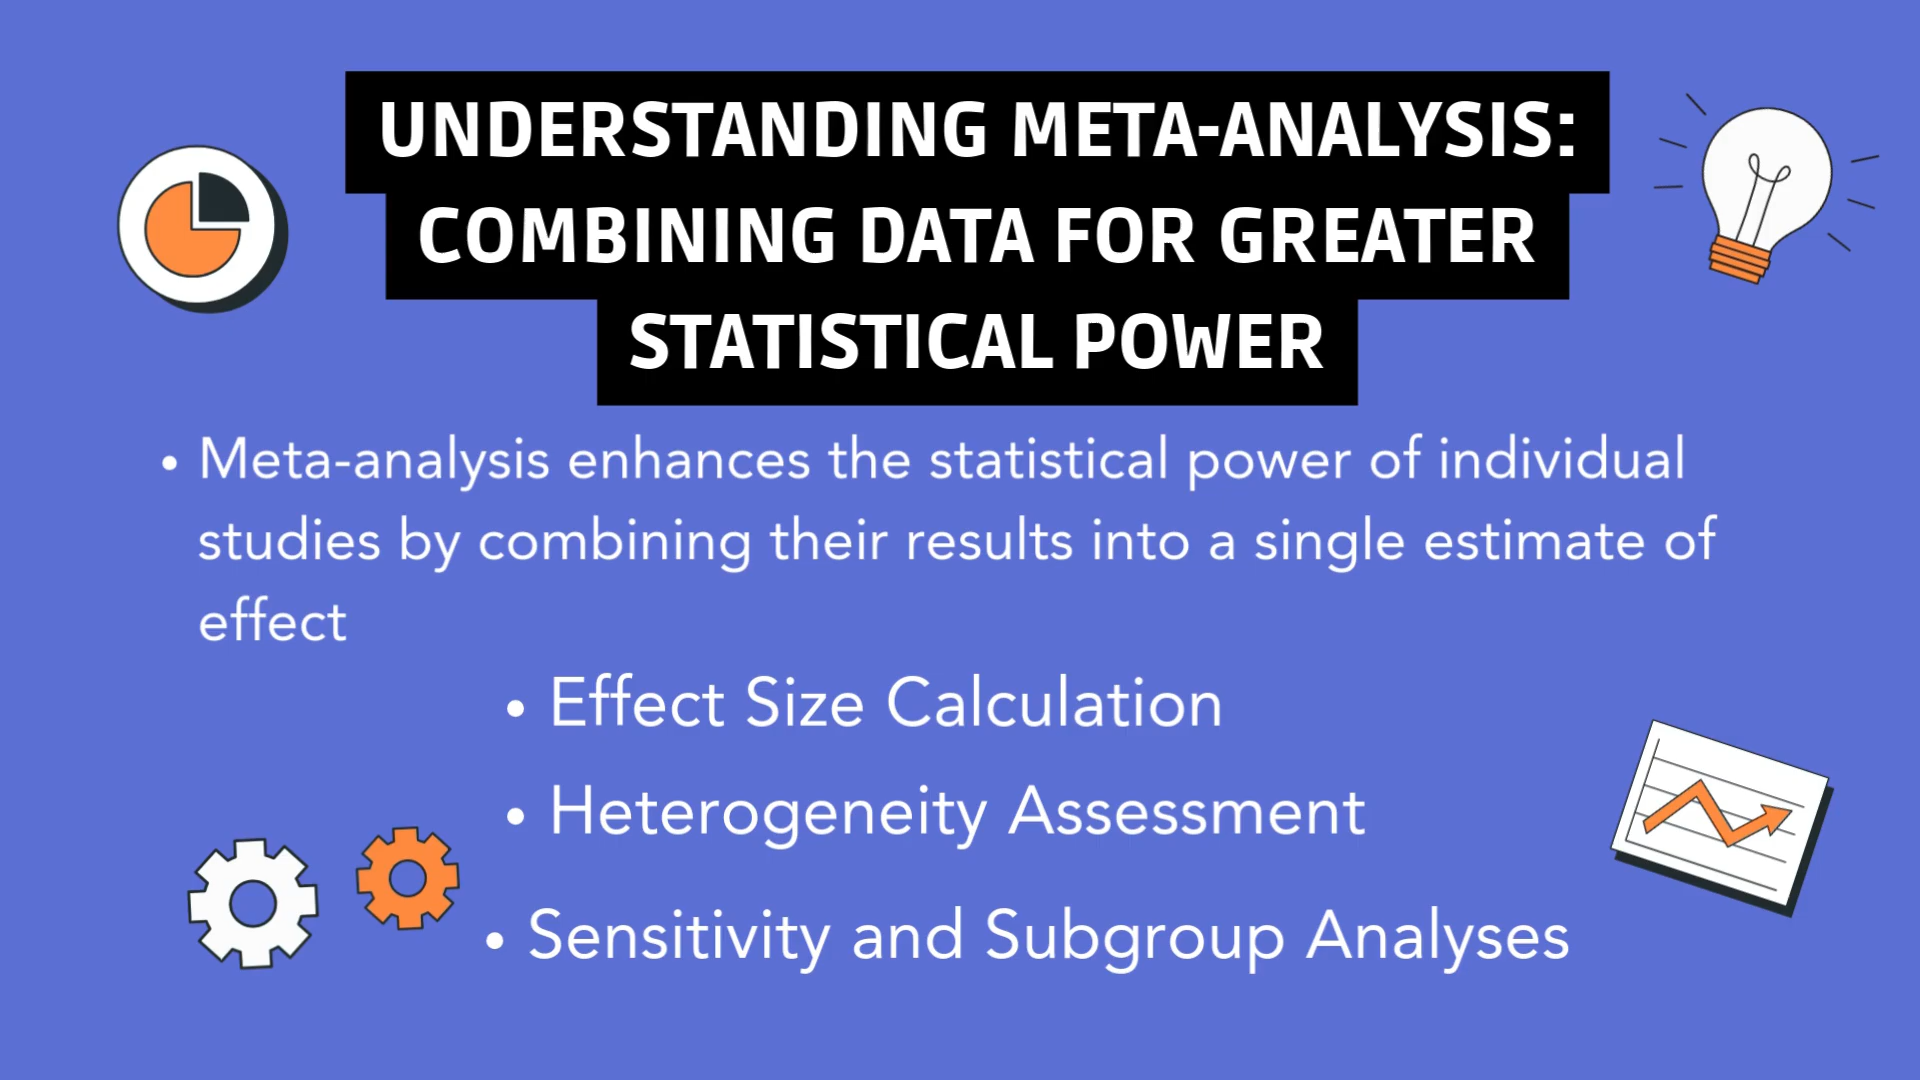 UNDERSTANDING META-ANALYSIS:
COMBINING DATA FOR GREATER
STATISTICAL POWER
• Meta-analysis enhances the statistical power of individual
studies by combining their results into a single estimate of
effect
• Effect Size Calculation
• Heterogeneity Assessment
• Sensitivity and Subgroup Analyses